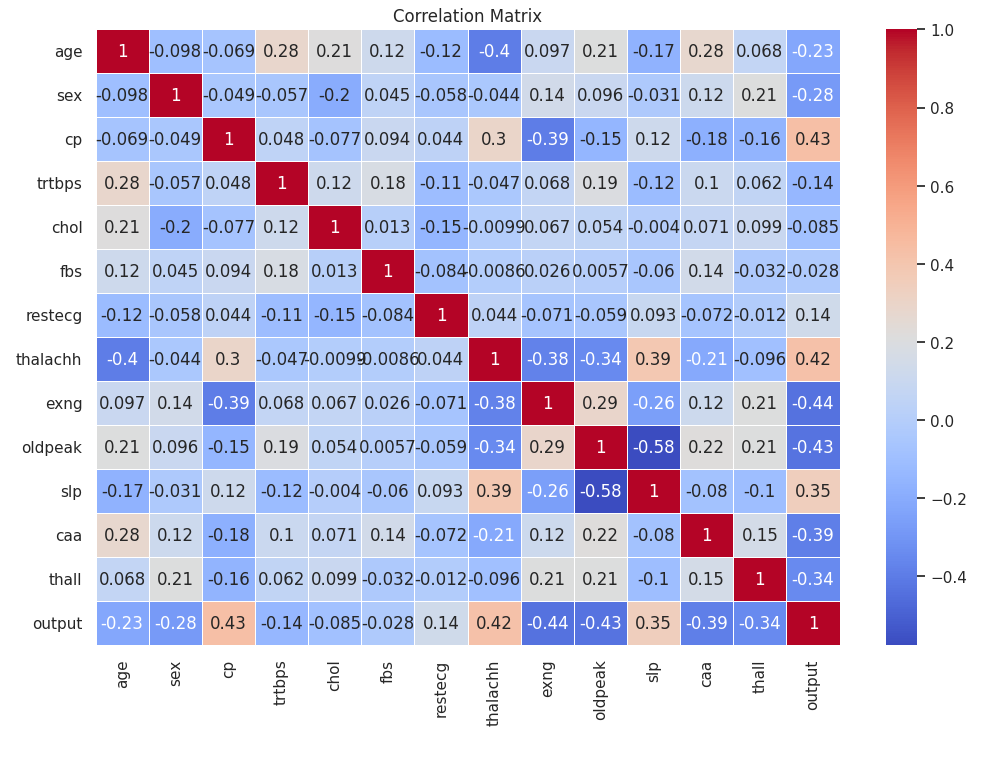 Correlation Matrix
age 1 -0.098 -0.069 0.28 0.21 0.12 -0.12 -0.4 0.097 0.21 -0.17 0.28 0.068 -0.23
sex -0.098 1 -0.049 -0.057 -0.2 0.045 -0.058 -0.044 0.14 0.096 -0.031 0.12 0.21 -0.28
cp -0.069 -0.049 1 0.048 -0.077 0.094 0.044 0.3 -0.39 -0.15 0.12 -0.18 -0.16 0.43
trtbps 0.28 -0.057 0.048 1 0.12 0.18 -0.11 -0.047 0.068 0.19 -0.12 0.1 0.062 -0.14
chol 0.21 -0.2 -0.077 0.12 1 0.013 -0.15 -0.0099 0.067 0.054 -0.004 0.071 0.099 -0.085
fbs 0.12 0.045 0.094 0.18 0.013 1 -0.084 -0.0086 0.026 0.0057 -0.06 0.14 -0.032 -0.028
restecg -0.12 -0.058 0.044 -0.11 -0.15 -0.084 1 0.044 -0.071 -0.059 0.093 -0.072 -0.012 0.14
thalachh -0.4 -0.044 0.3 -0.047 -0.0099 -0.0086 0.044 1 -0.38 -0.34 0.39 -0.21 -0.096 0.42
exng 0.097 0.14 -0.39 0.068 0.067 0.026 -0.071 -0.38 1 0.29 -0.26 0.12 0.21 -0.44
oldpeak 0.21 0.096 -0.15 0.19 0.054 0.0057 -0.059 -0.34 0.29 1 -0.58 0.22 0.21 -0.43
slp -0.17 -0.031 0.12 -0.12 -0.004 -0.06 0.093 0.39 -0.26 -0.58 1 -0.08 -0.1 0.35
caa 0.28 0.12 -0.18 0.1 0.071 0.14 -0.072 -0.21 0.12 0.22 -0.08 1 0.15 -0.39
thall 0.068 0.21 -0.16 0.062 0.099 -0.032 -0.012 -0.096 0.21 0.21 -0.1 0.15 1 -0.34
output -0.23 -0.28 0.43 -0.14 -0.085 -0.028 0.14 0.42 -0.44 -0.43 0.35 -0.39 -0.34 1
age sex cp trtbps chol fbs restecg thalachh exng oldpeak slp caa thall output
1.0
0.8
0.6
0.4
0.2
0.0
−0.2
−0.4